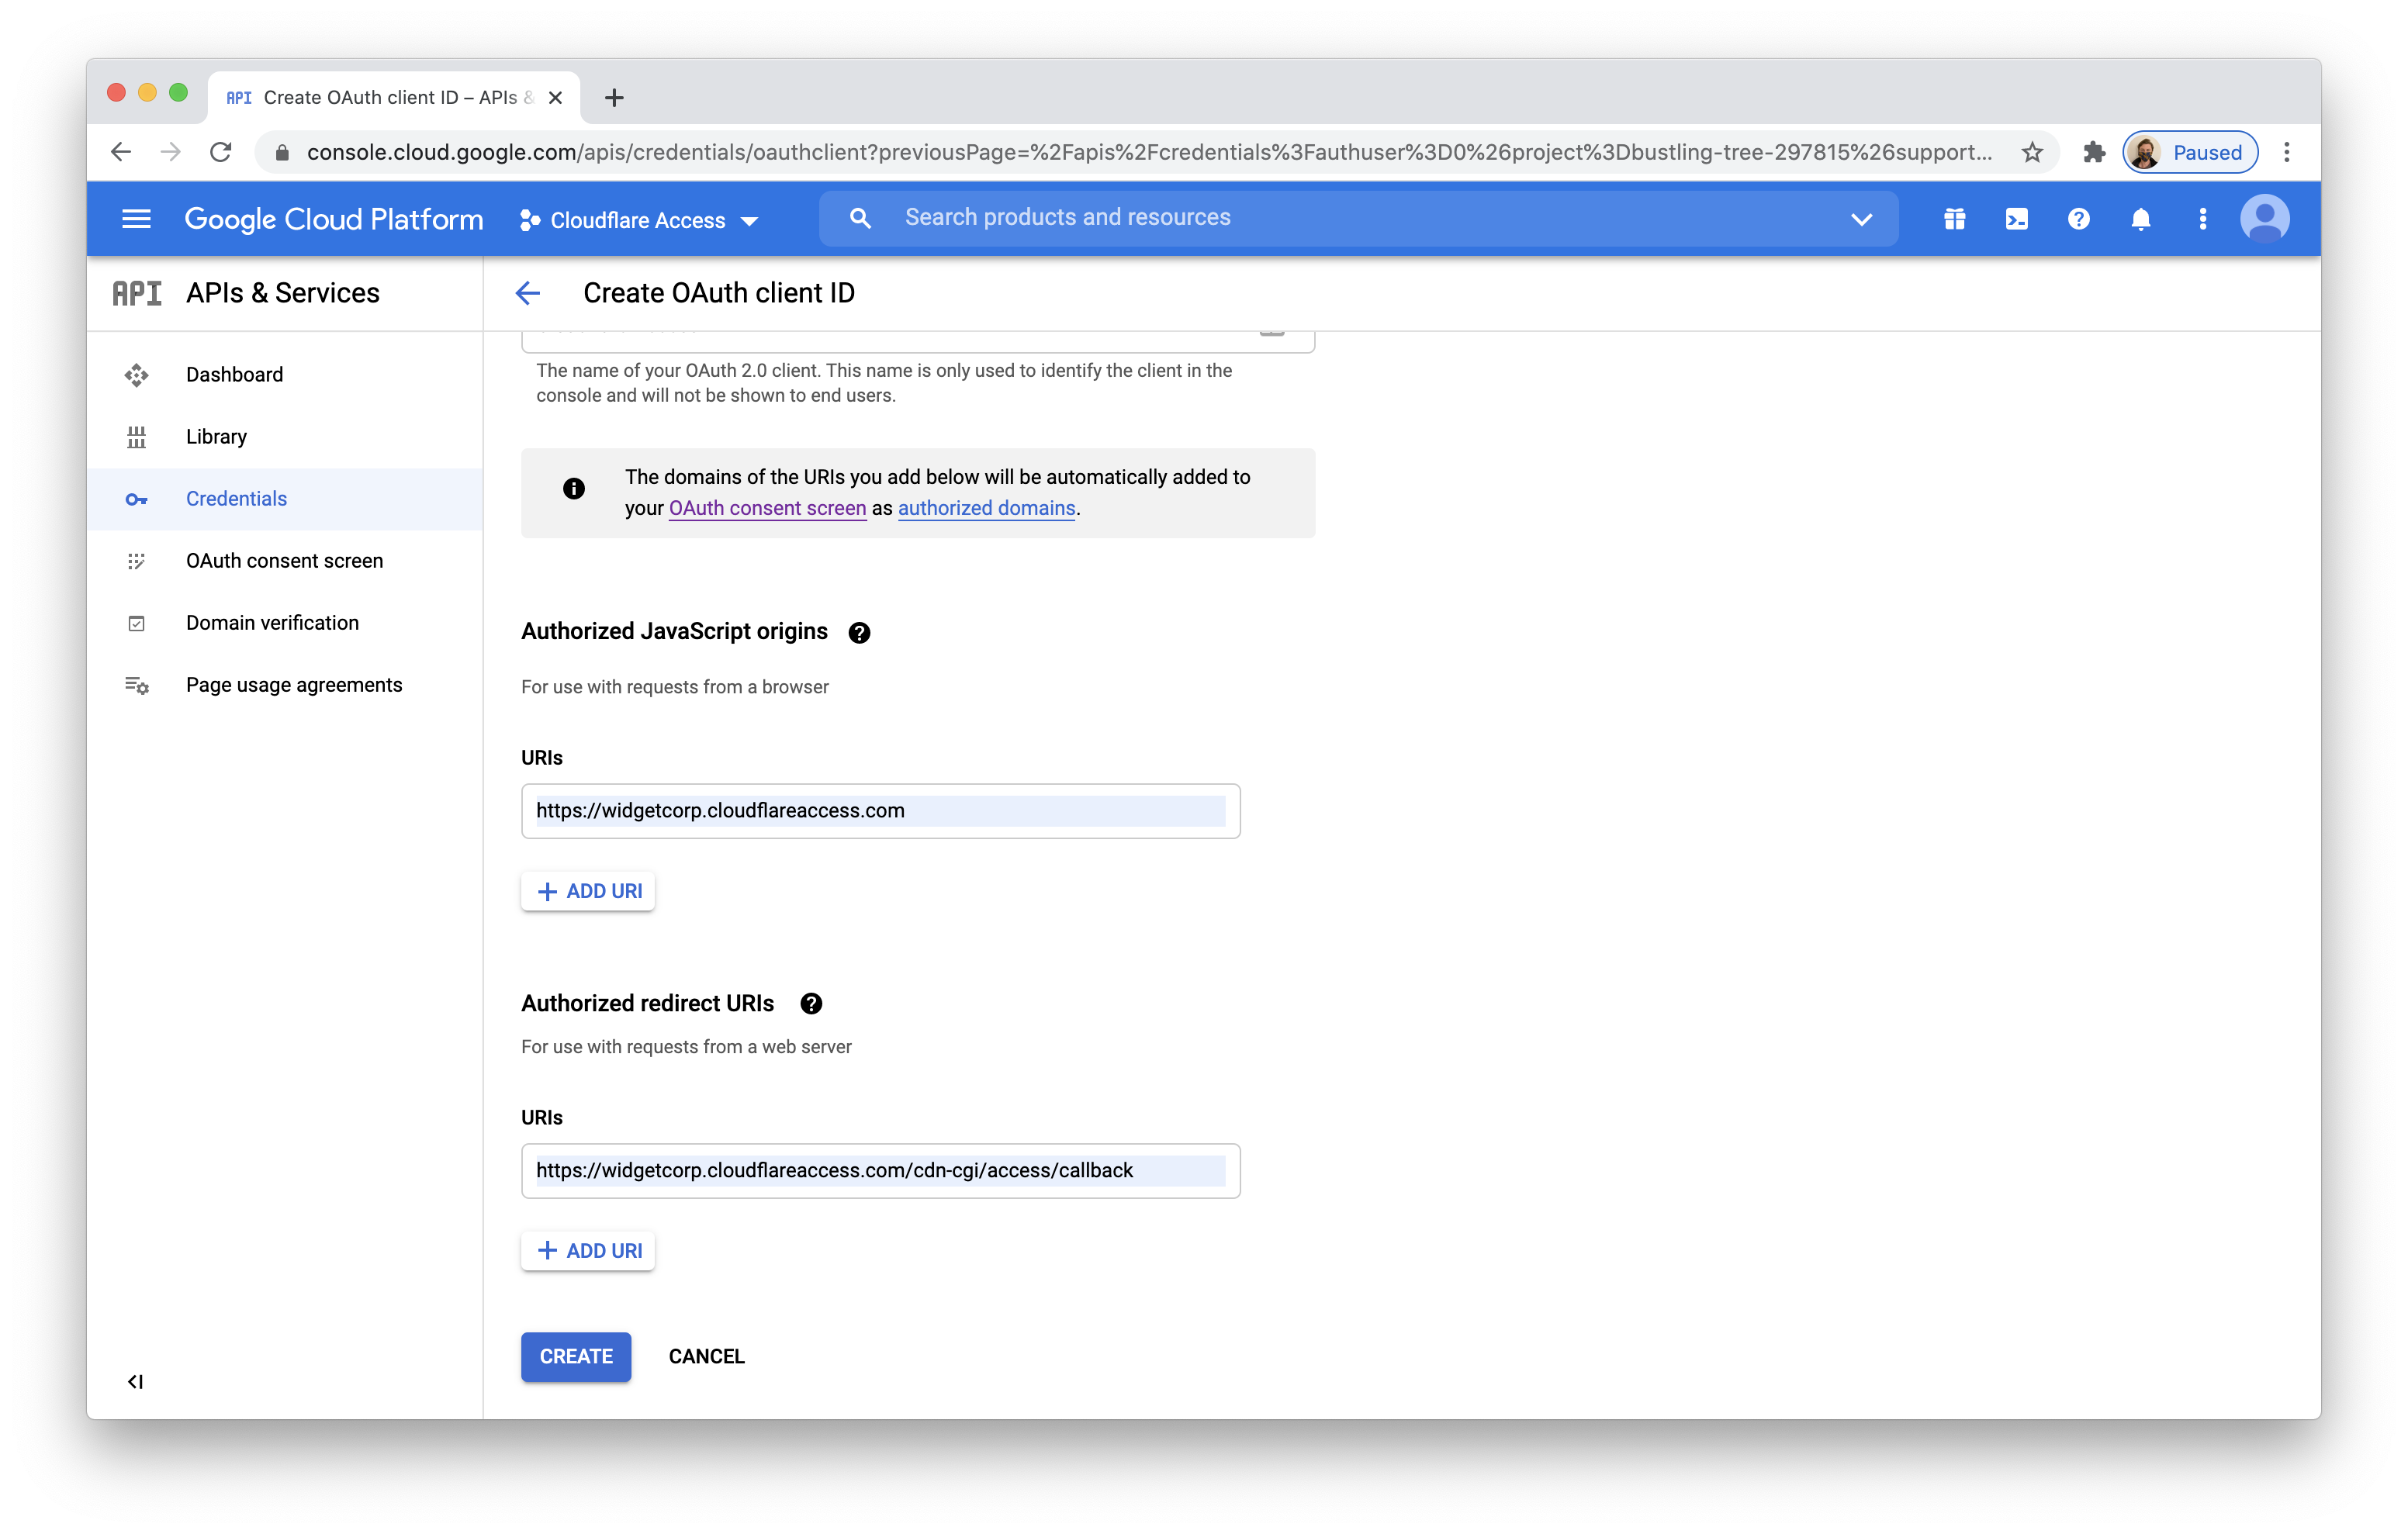 API Create OAuth client ID – APIs &
console.cloud.google.com/apis/credentials/oauthclient?previousPage=%2Fapis%2Fcredentials%3Fauthuser%3D0%26project%3Dbustling-tree-297815%26support... Paused
Google Cloud Platform Cloudflare Access Search products and resources
API APIs & Services
Create OAuth client ID
Dashboard
Library
Credentials
OAuth consent screen
Domain verification
Page usage agreements
The name of your OAuth 2.0 client. This name is only used to identify the client in the
console and will not be shown to end users.
The domains of the URIs you add below will be automatically added to
your OAuth consent screen as authorized domains.
Authorized JavaScript origins
For use with requests from a browser
URIs
https://widgetcorp.cloudflareaccess.com
ADD URI
Authorized redirect URIs
For use with requests from a web server
URIs
https://widgetcorp.cloudflareaccess.com/cdn-cgi/access/callback
ADD URI
CREATE CANCEL